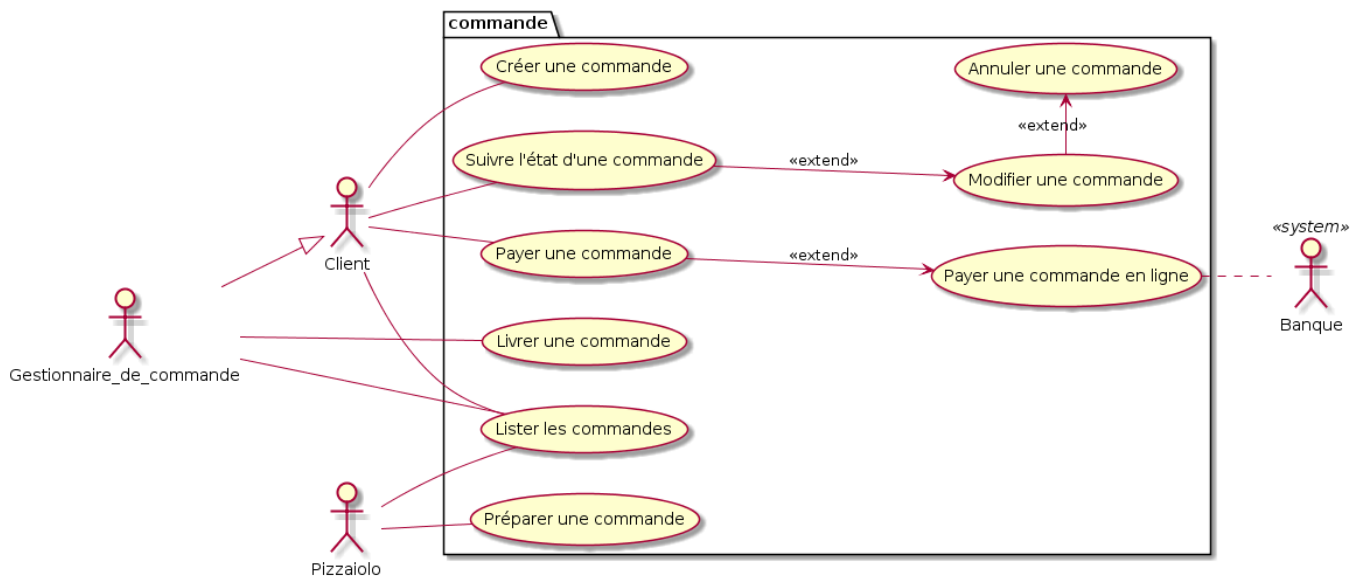 commande
Créer une commande
Annuler une commande
«extend»
Suivre l'état d'une commande
«extend»
Modifier une commande
«system»
Client
Payer une commande
«extend»
Payer une commande en ligne
Banque
Livrer une commande
Gestionnaire_de_commande
Lister les commandes
Préparer une commande
Pizzaiolo